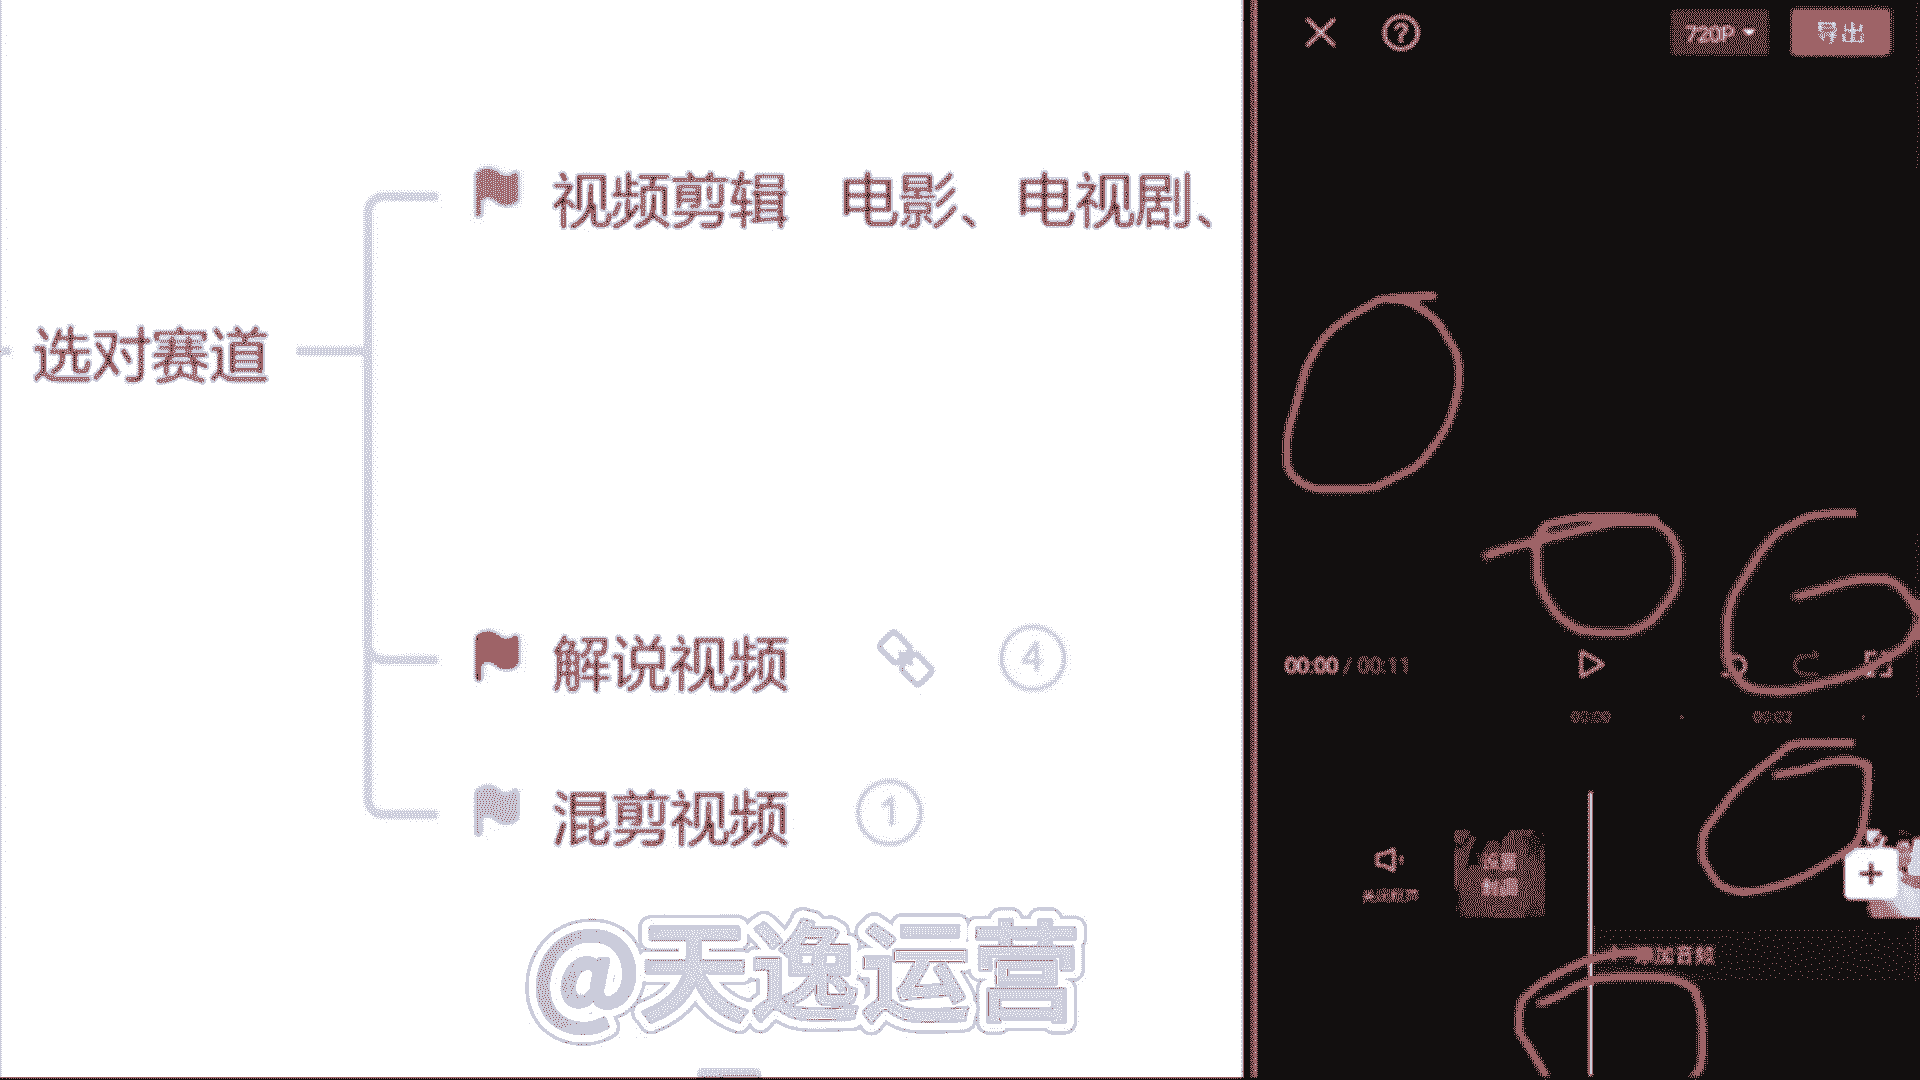 选对赛道
视频剪辑 电影、电视剧、
解说视频 4
混剪视频 1
@天逸运营
720P
导出
00:00 / 00:11
00:00
00:02
设置
封面
添加音频